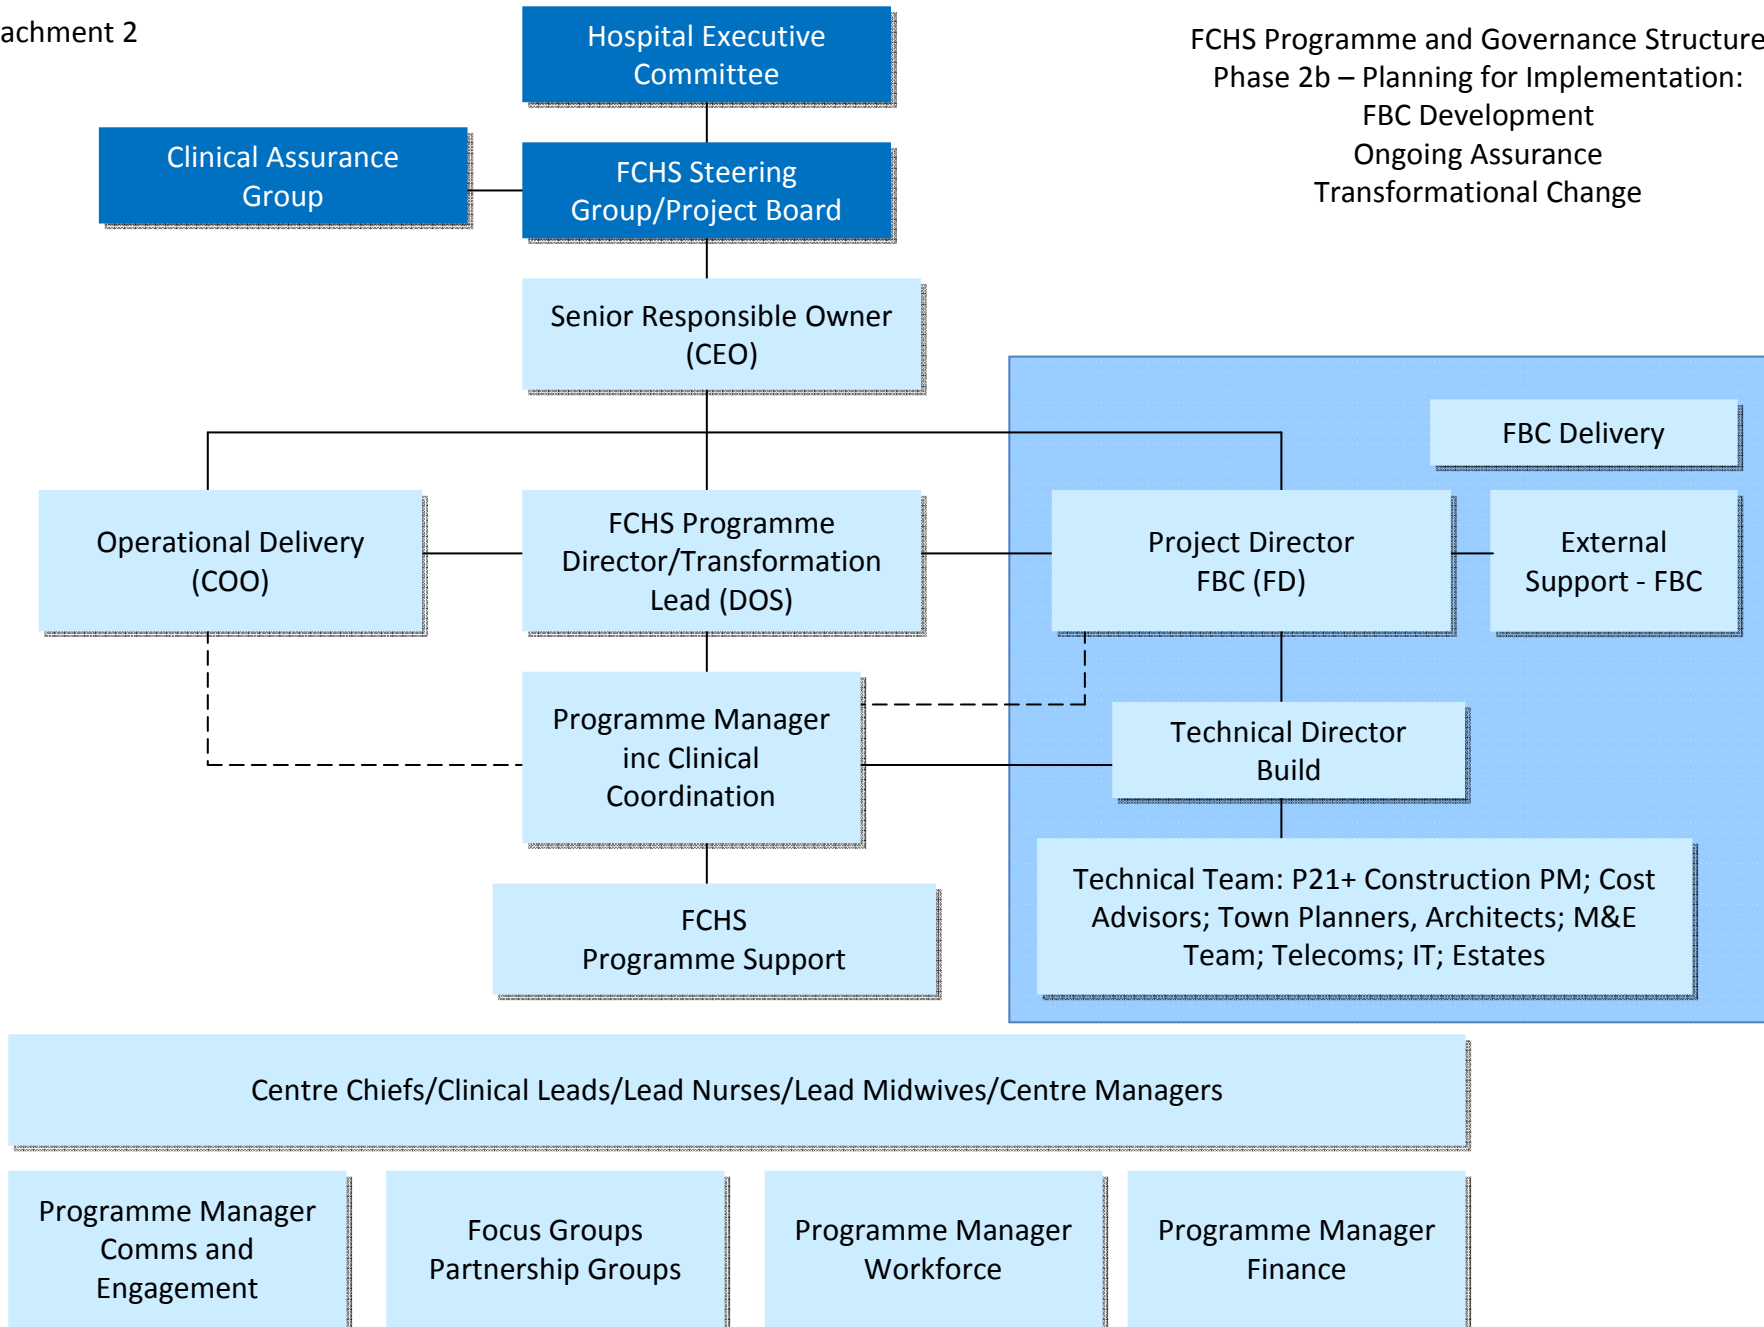 achment 2
Hospital Executive
Committee
FCHS Programme and Governance Structure
Phase 2b – Planning for Implementation:
FBC Development
Ongoing Assurance
Transformational Change
Clinical Assurance
Group
FCHS Steering
Group/Project Board
Senior Responsible Owner
(CEO)
FBC Delivery
Operational Delivery
(COO)
FCHS Programme
Director/Transformation
Lead (DOS)
Project Director
FBC (FD)
External
Support - FBC
Programme Manager
inc Clinical
Coordination
Technical Director
Build
FCHS
Programme Support
Technical Team: P21+ Construction PM; Cost
Advisors; Town Planners, Architects; M&E
Team; Telecoms; IT; Estates
Centre Chiefs/Clinical Leads/Lead Nurses/Lead Midwives/Centre Managers
Programme Manager
Comms and
Engagement
Focus Groups
Partnership Groups
Programme Manager
Workforce
Programme Manager
Finance